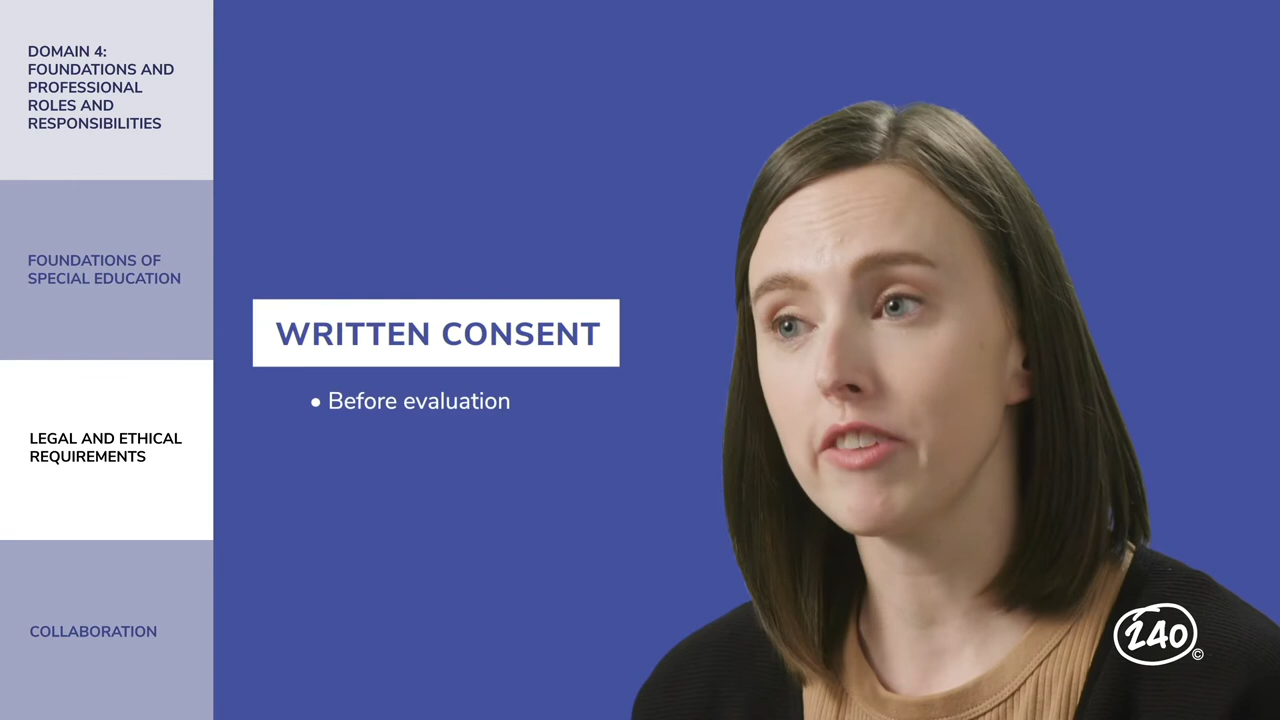 DOMAIN 4:
FOUNDATIONS AND
PROFESSIONAL
ROLES AND
RESPONSIBILITIES
FOUNDATIONS OF
SPECIAL EDUCATION
LEGAL AND ETHICAL
REQUIREMENTS
COLLABORATION
WRITTEN CONSENT
• Before evaluation
240
©